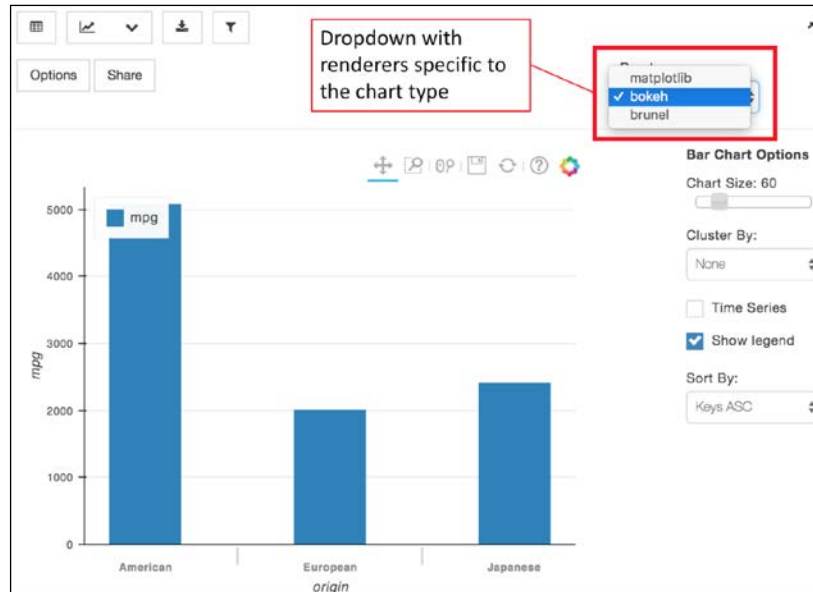 Options
Share
Dropdown with
renderers specific to
the chart type
matplotlib
✓ bokeh
brunel
Bar Chart Options
Chart Size: 60
Cluster By:
None
Time Series
Show legend
Sort By:
Keys ASC
mpg
5000
4000
3000
2000
1000
0
mpg
American
European
Japanese
origin